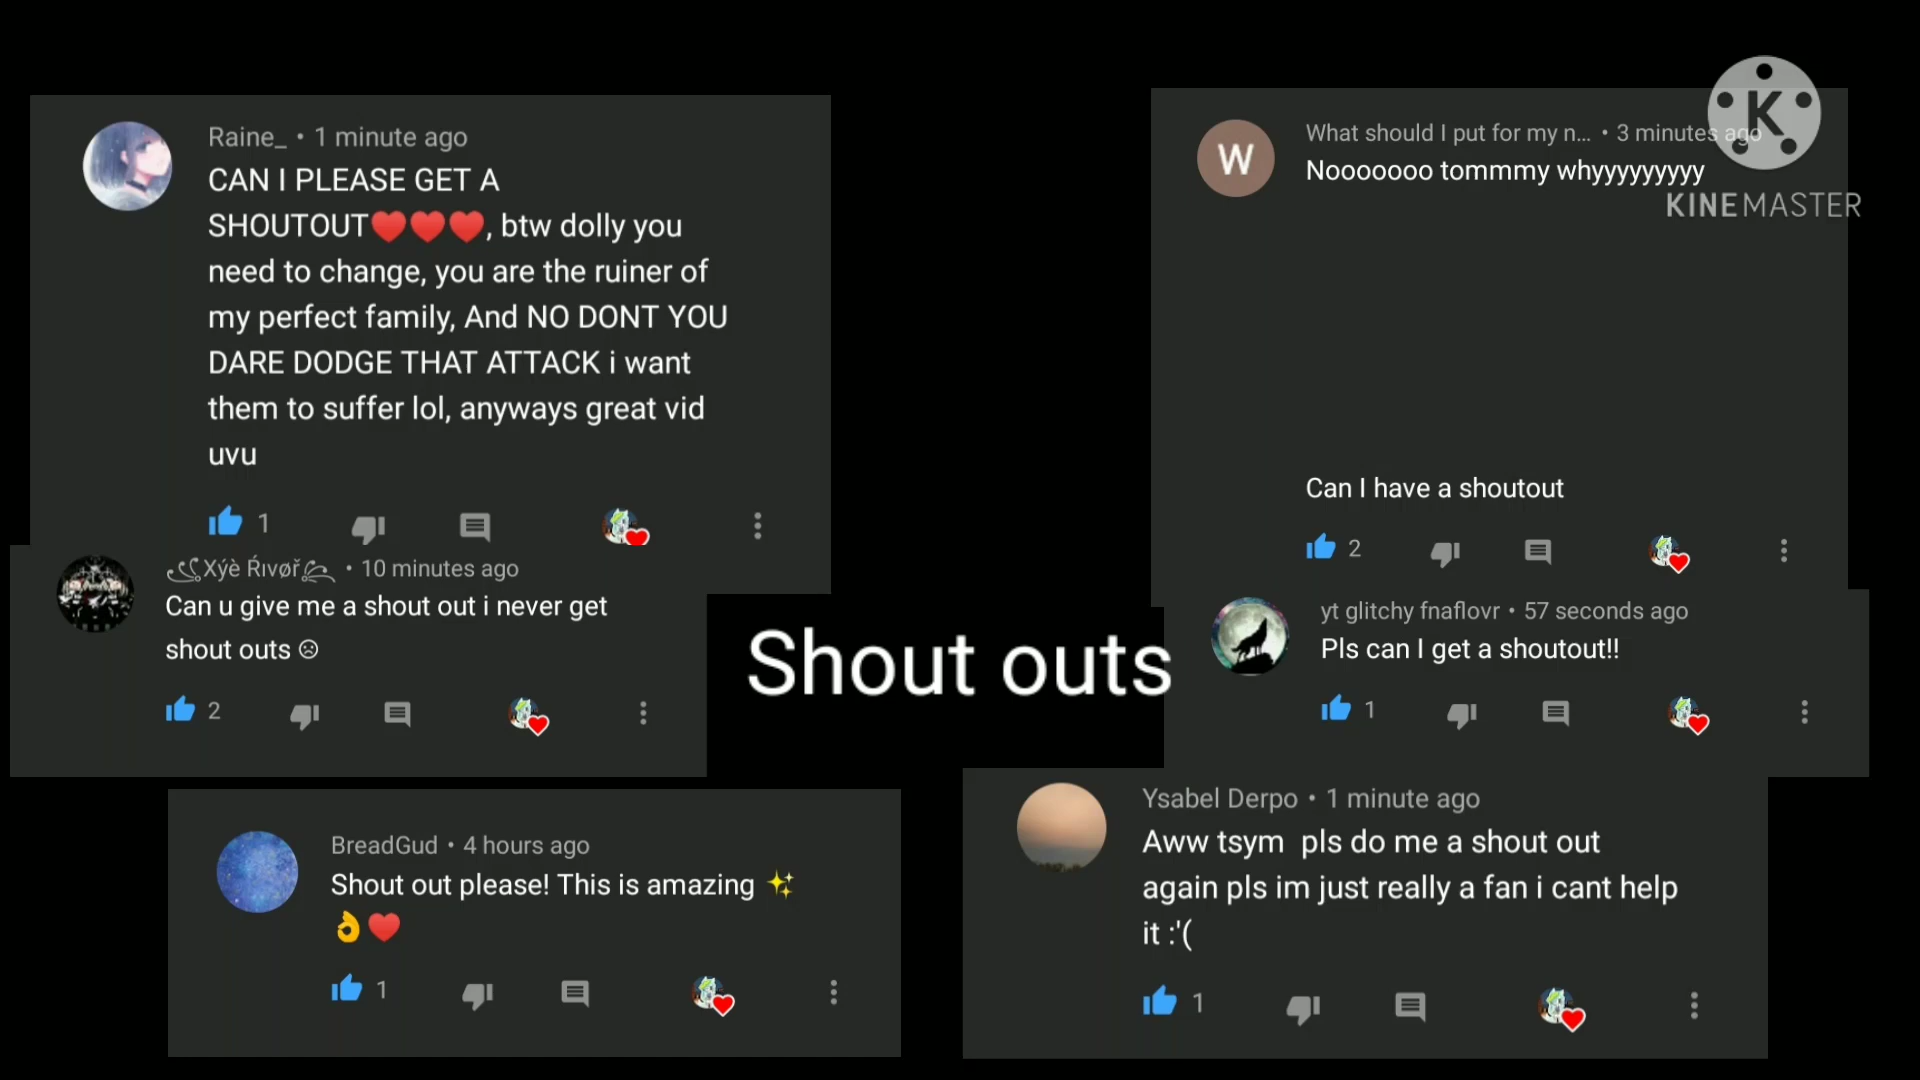 Raine_ • 1 minute ago
CAN I PLEASE GET A
SHOUTOUT❤️❤️❤️, btw dolly you
need to change, you are the ruiner of
my perfect family, And NO DONT YOU
DARE DODGE THAT ATTACK i want
them to suffer lol, anyways great vid
uvu
1
Xýè Ŕıvøř • 10 minutes ago
Can u give me a shout out i never get
shout outs ☹
2
BreadGud • 4 hours ago
Shout out please! This is amazing ✨
👌❤️
1
Shout outs
What should I put for my n... • 3 minutes ago
Nooooooo tommmy whyyyyyyyyy
Can I have a shoutout
2
yt glitchy fnaflovr • 57 seconds ago
Pls can I get a shoutout!!
1
Ysabel Derpo • 1 minute ago
Aww tsym pls do me a shout out
again pls im just really a fan i cant help
it :'(
1
W
K
KINEMASTER